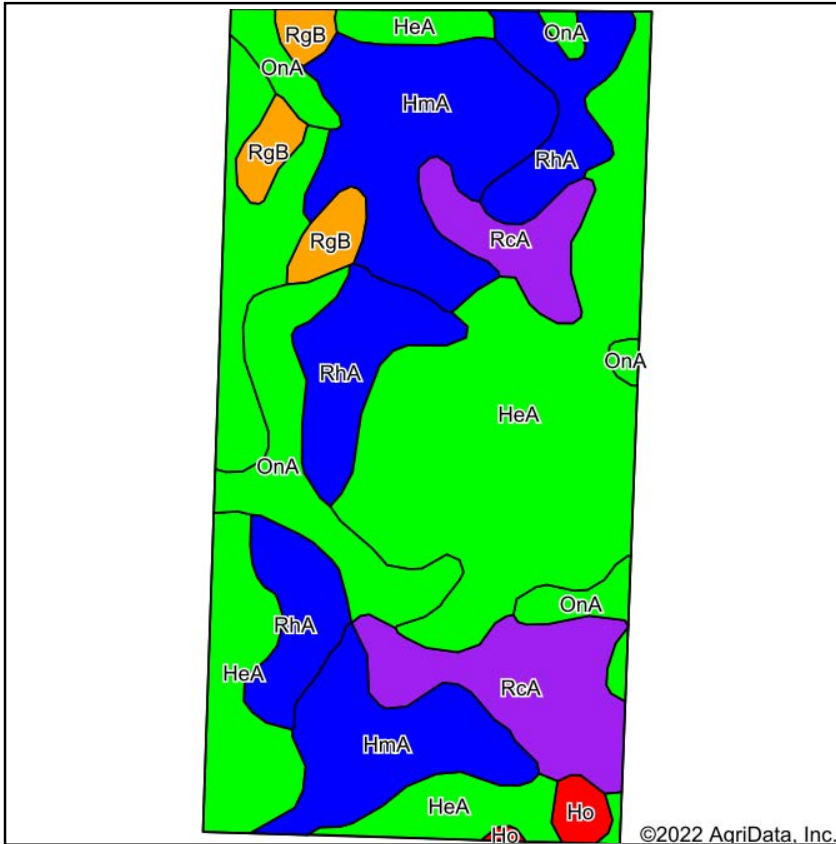 RgB
HeA
OnA
OnA
HmA
RgB
RhA
RgB
RcA
OnA
RhA
HeA
OnA
OnA
RhA
HeA
RcA
HmA
HeA
Ho
Ho
©2022 AgriData, Inc.